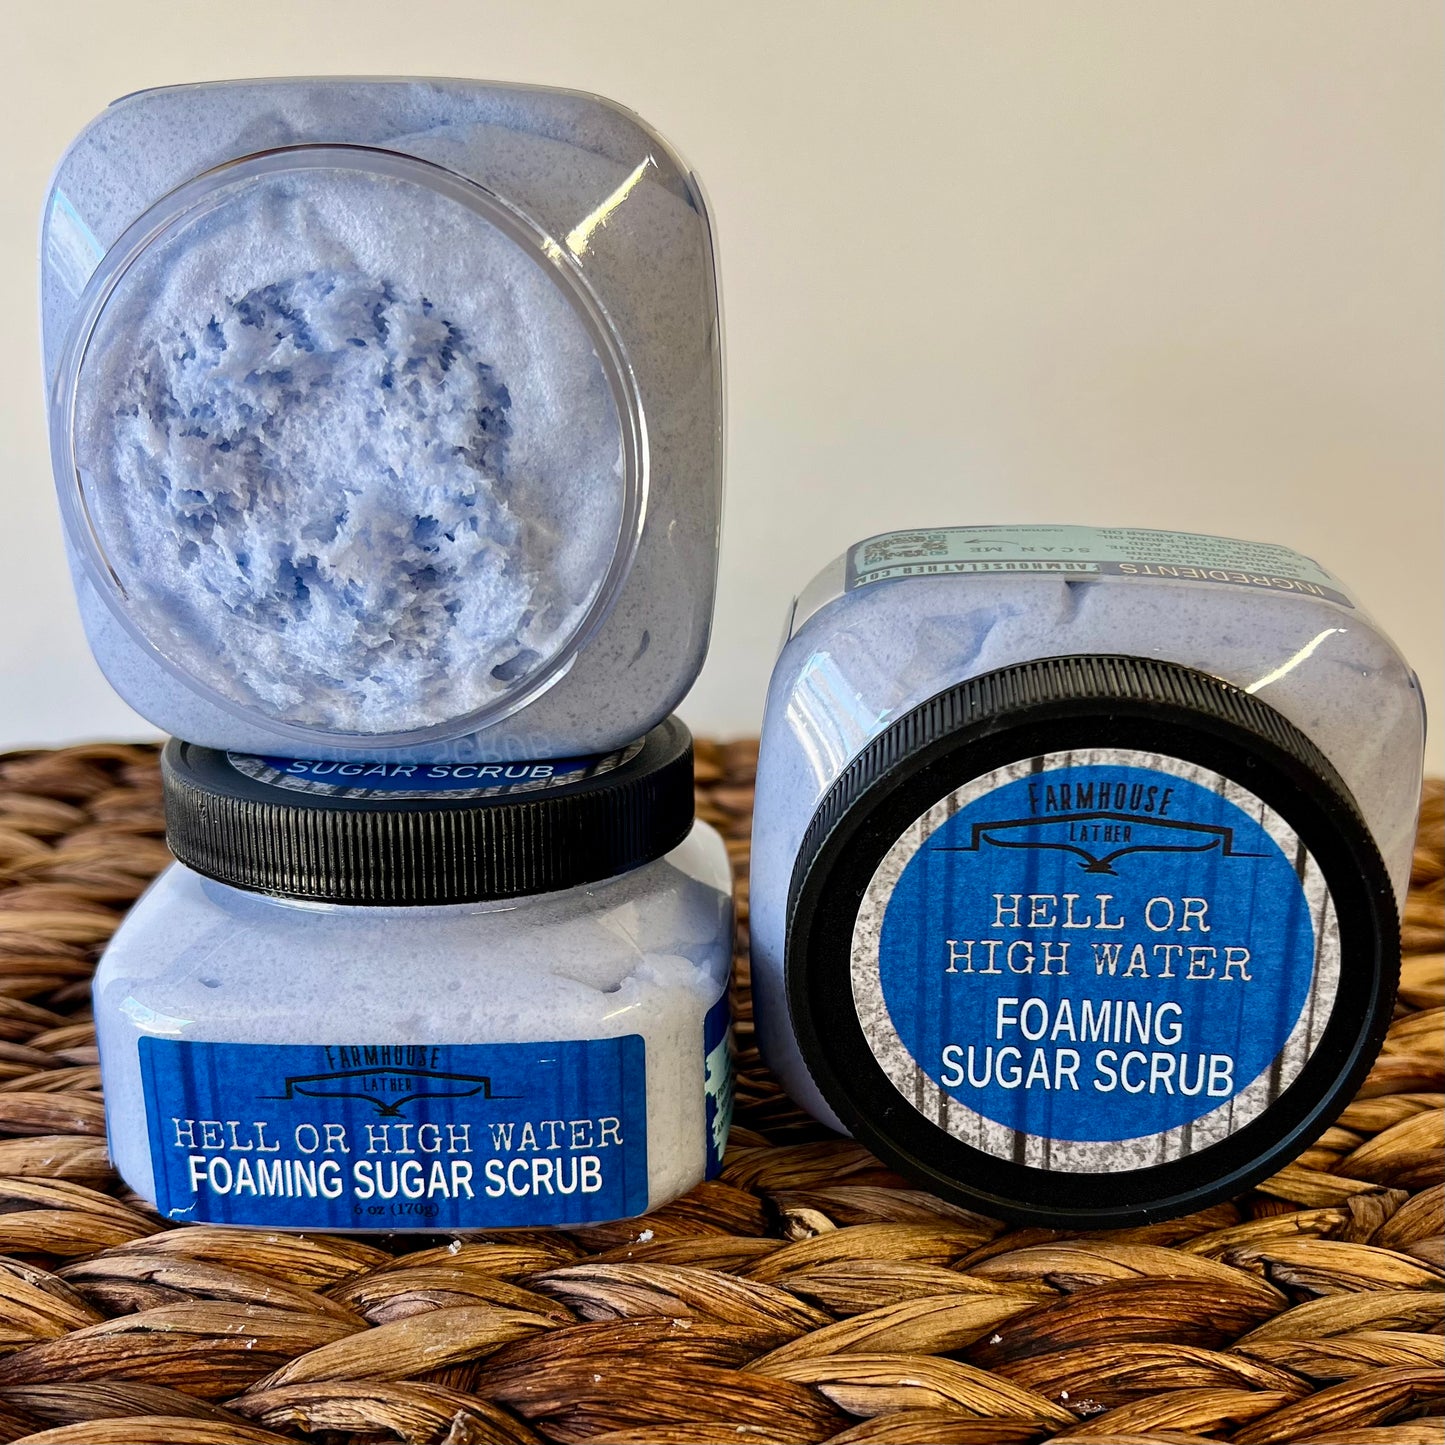 SUGAR SCRUB
FARMHOUSE
LATHER
HELL OR HIGH WATER
FOAMING SUGAR SCRUB
6 oz (170g)
INGREDIENTS
SCAN ME
FARMHOUSELATHER.COM
FARMHOUSE
LATHER
HELL OR
HIGH WATER
FOAMING
SUGAR SCRUB